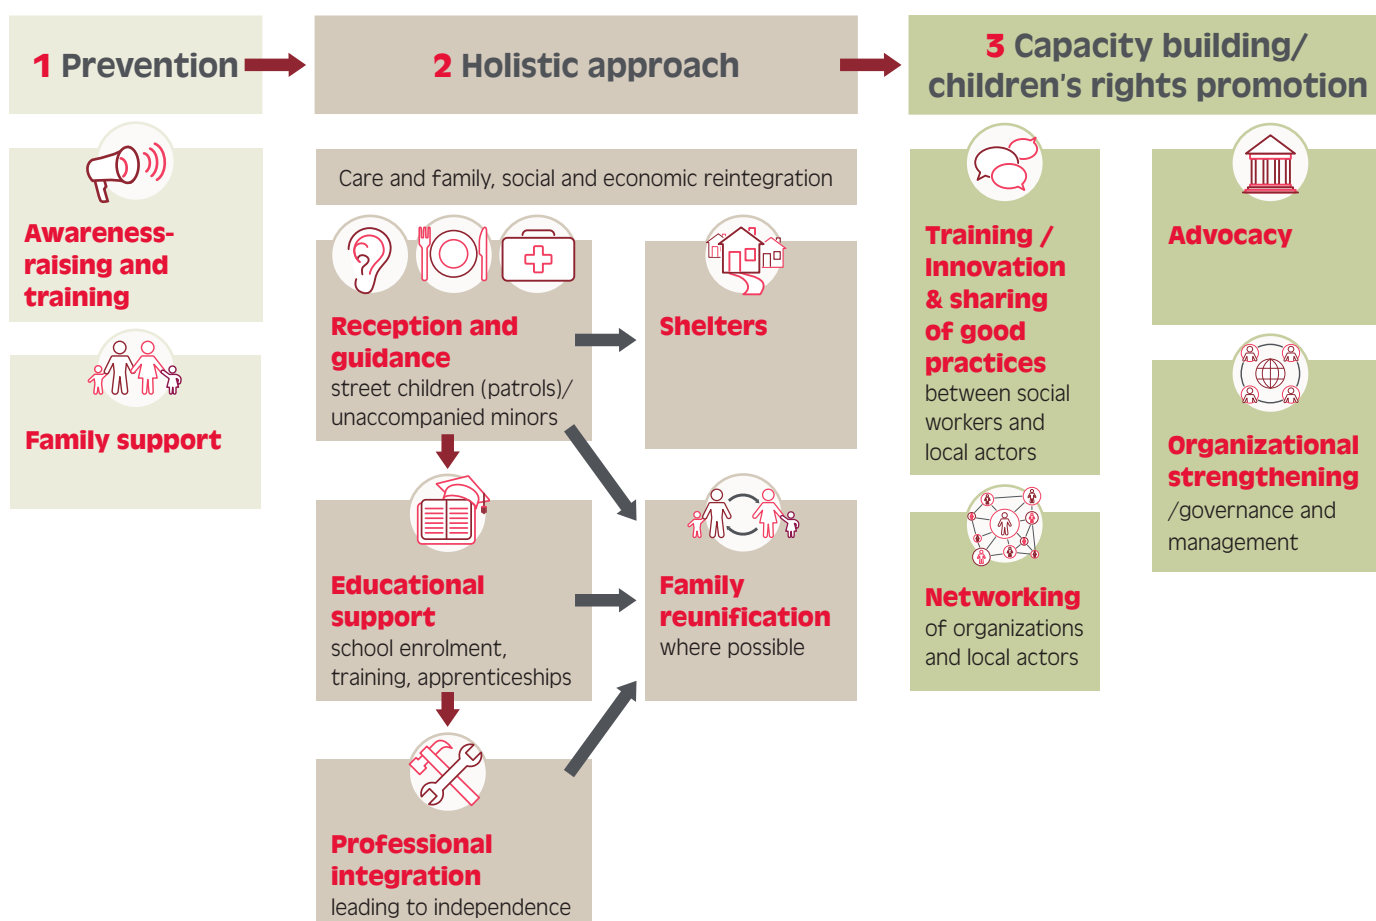 1 Prevention
2 Holistic approach
3 Capacity building/
children's rights promotion
Awareness-
raising and
training
Family support
Care and family, social and economic reintegration
Reception and
guidance
street children (patrols)/
unaccompanied minors
Shelters
Educational
support
school enrolment,
training, apprenticeships
Family
reunification
where possible
Professional
integration
leading to independence
Training /
Innovation
& sharing
of good
practices
between social
workers and
local actors
Advocacy
Networking
of organizations
and local actors
Organizational
strengthening
/governance and
management